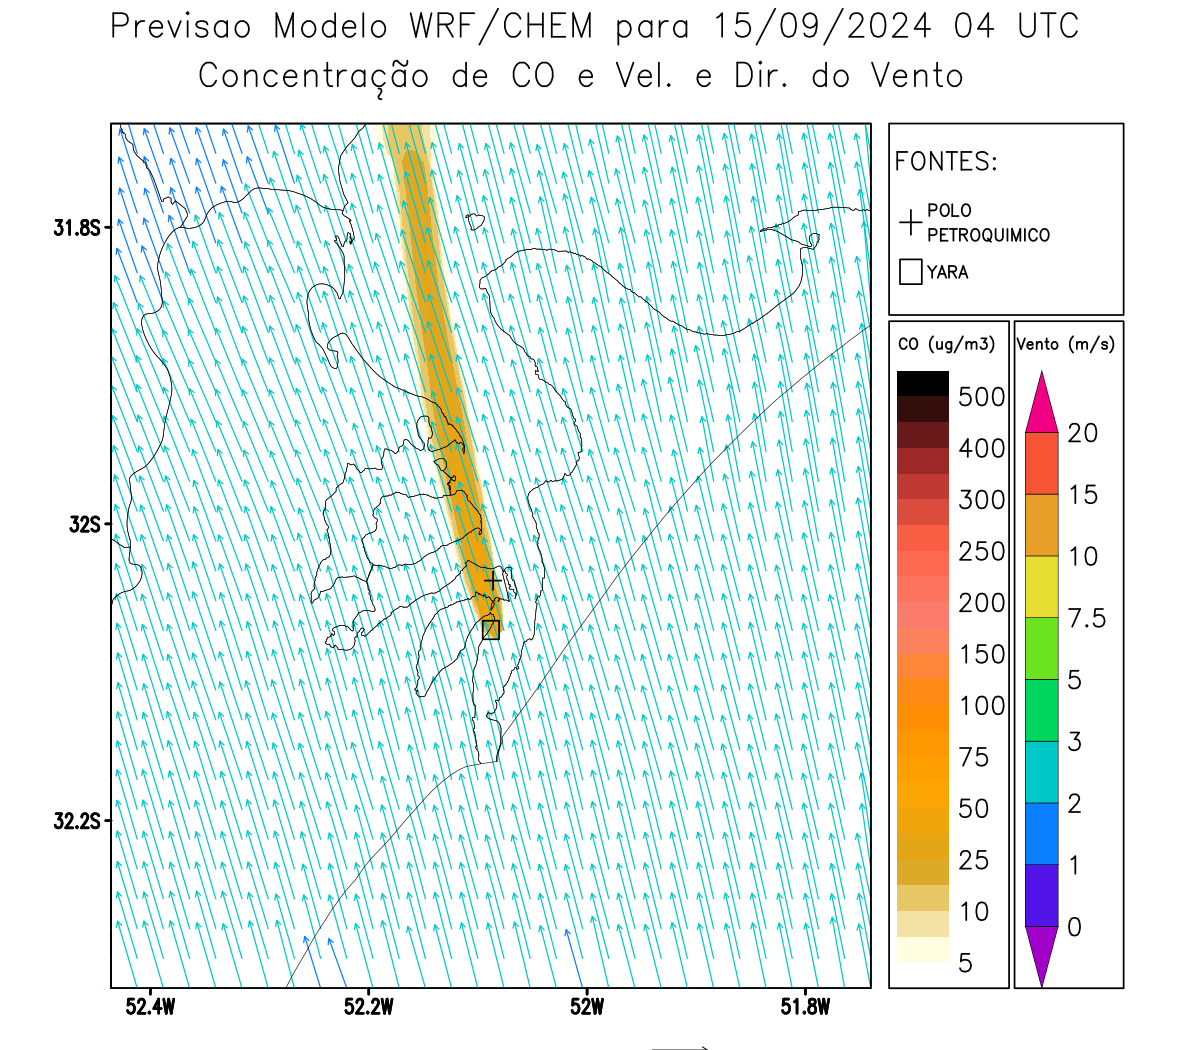 Previsao Modelo WRF/CHEM para 15/09/2024 04 UTC
Concentração de CO e Vel. e Dir. do Vento
FONTES:
POLO
PETROQUIMICO
YARA
CO (ug/m3)
500
400
300
250
200
150
100
75
50
25
10
5
Vento (m/s)
20
15
10
7.5
5
3
2
1
0
31.8S
32S
32.2S
52.4W
52.2W
52W
51.8W